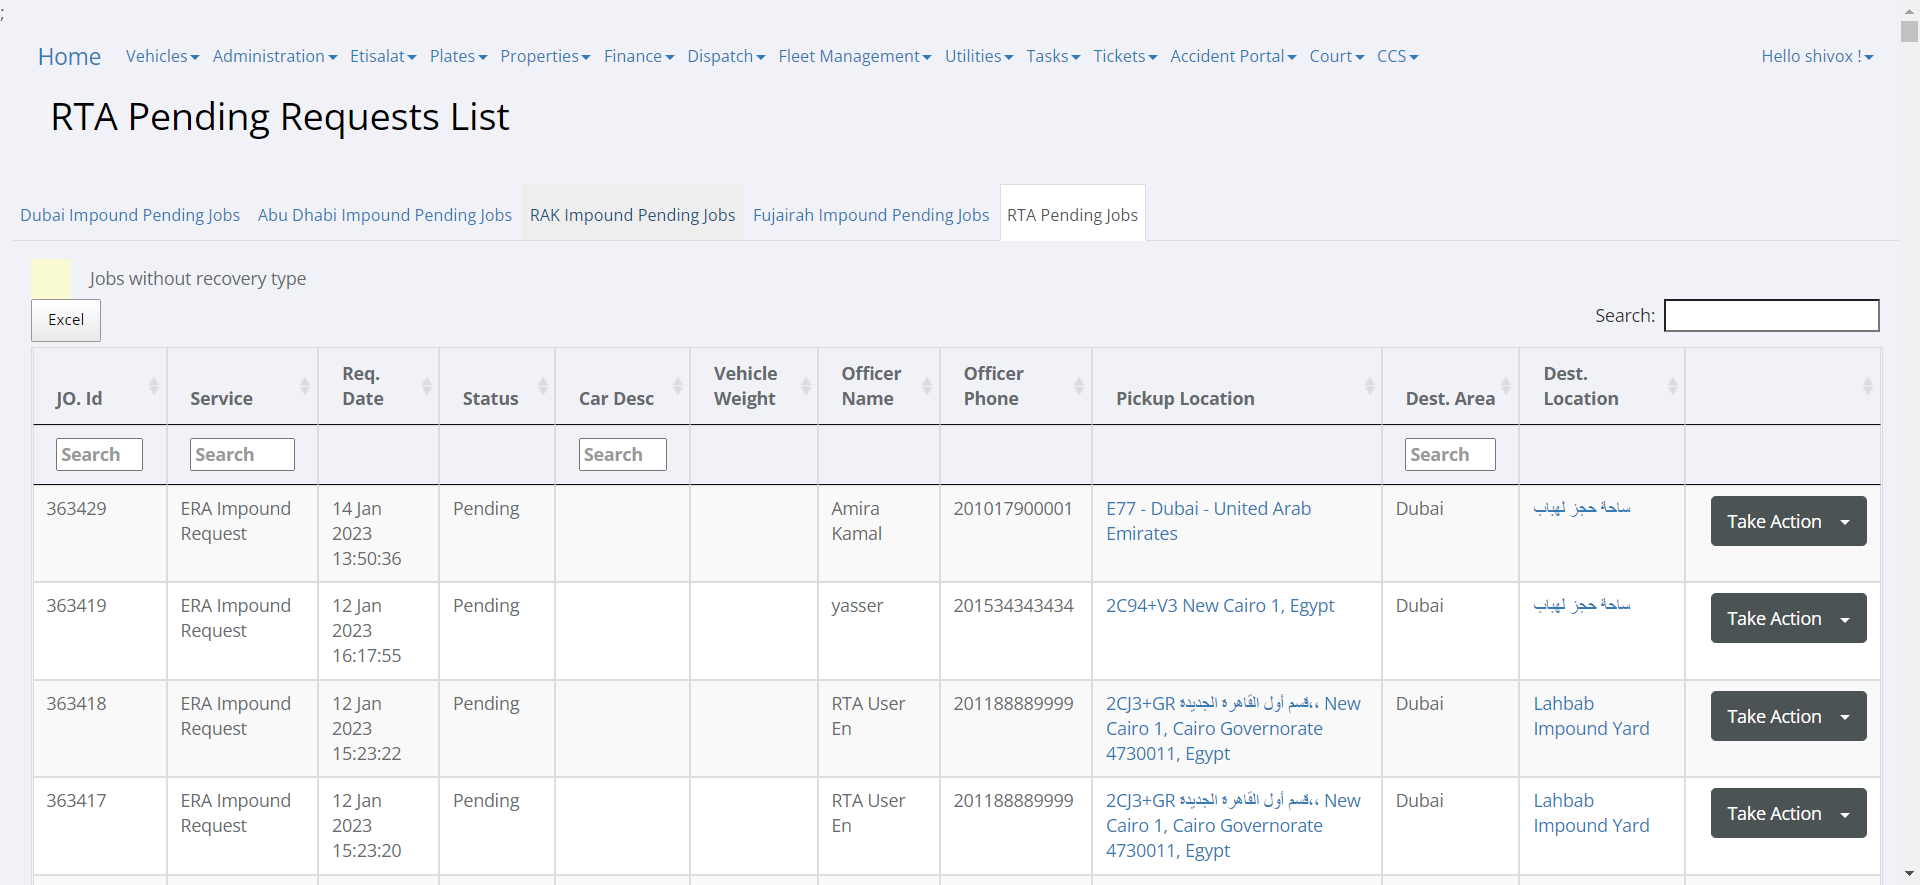 ;
Home Vehicles Administration Etisalat Plates Properties Finance Dispatch Fleet Management Utilities Tasks Tickets Accident Portal Court CCS Hello shivox !
RTA Pending Requests List
Dubai Impound Pending Jobs Abu Dhabi Impound Pending Jobs RAK Impound Pending Jobs Fujairah Impound Pending Jobs RTA Pending Jobs
Jobs without recovery type
Excel
Search:
JO. Id Service Req. Date Status Car Desc Vehicle Weight Officer Name Officer Phone Pickup Location Dest. Area Dest. Location
Search Search Search Search
363429 ERA Impound 14 Jan Pending Amira 201017900001 E77 - Dubai - United Arab Dubai ساحة حجز لهباب Take Action
Request 2023 Kamal Emirates
13:50:36
363419 ERA Impound 12 Jan Pending yasser 201534343434 2C94+V3 New Cairo 1, Egypt Dubai ساحة حجز لهباب Take Action
Request 2023
16:17:55
363418 ERA Impound 12 Jan Pending RTA User 201188889999 2CJ3+GR قسم أول القاهرة الجديدة،، New Dubai Lahbab Take Action
Request 2023 En Cairo 1, Cairo Governorate Impound Yard
15:23:22 4730011, Egypt
363417 ERA Impound 12 Jan Pending RTA User 201188889999 2CJ3+GR قسم أول القاهرة الجديدة،، New Dubai Lahbab Take Action
Request 2023 En Cairo 1, Cairo Governorate Impound Yard
15:23:20 4730011, Egypt